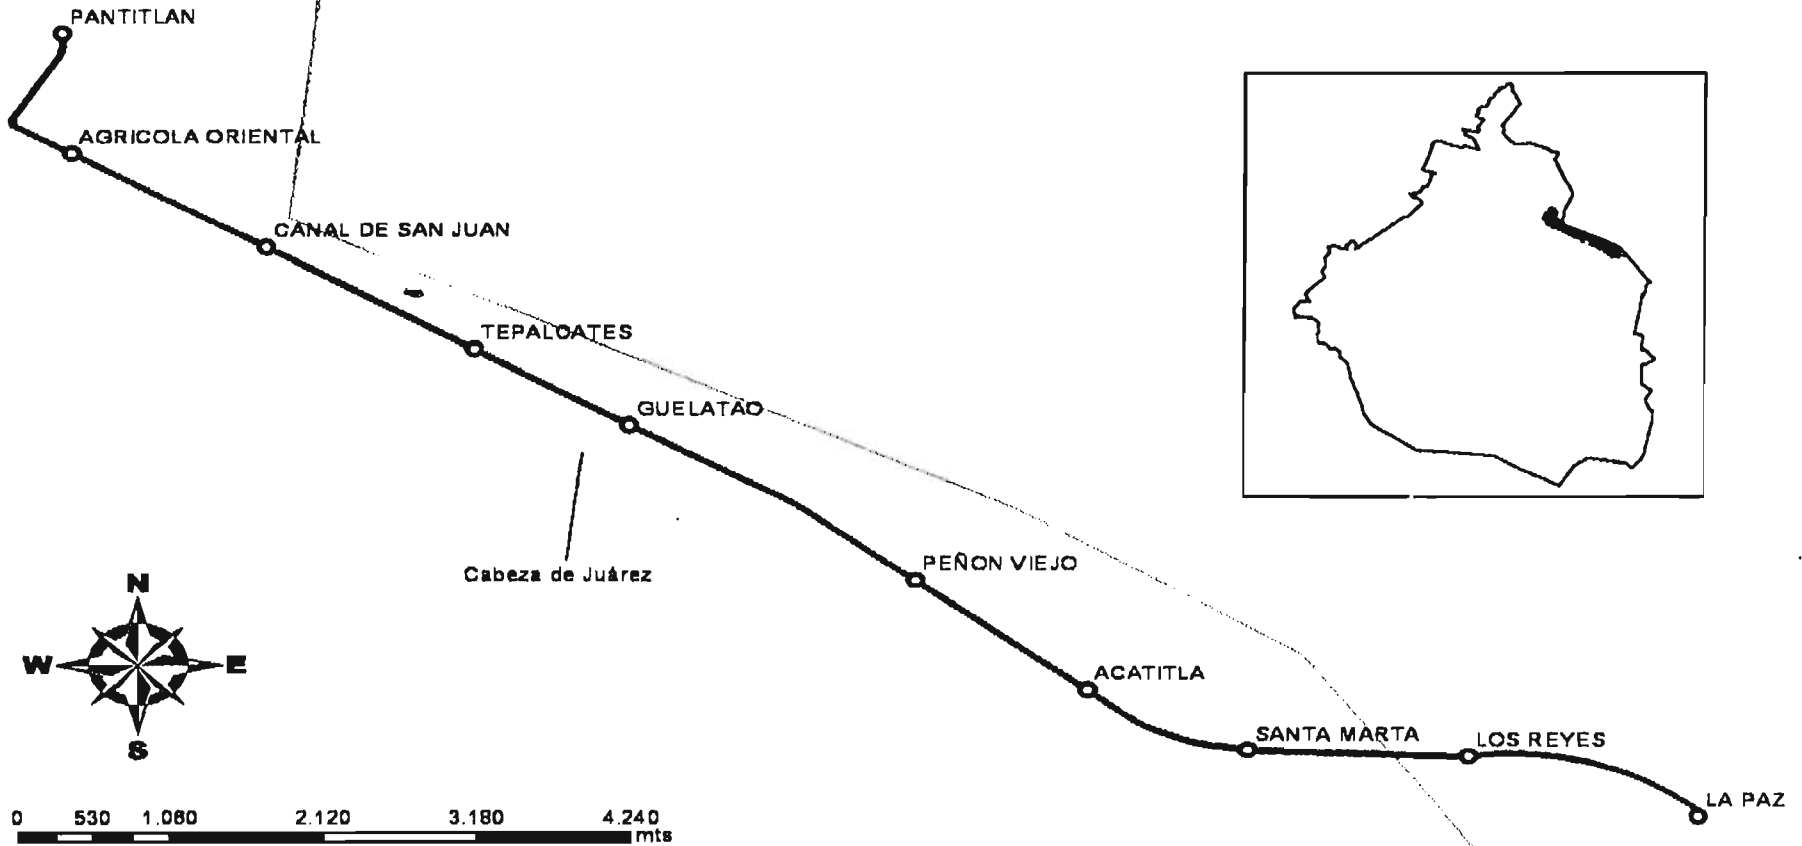 PANTITLAN
AGRICOLA ORIENTAL
CANAL DE SAN JUAN
TEPALCATES
GUELATAO
Cabeza de Juárez
PEÑON VIEJO
ACATITLA
SANTA MARTA
LOS REYES
LA PAZ
N
W E
S
0 530 1.080 2.120 3.180 4.240
mts